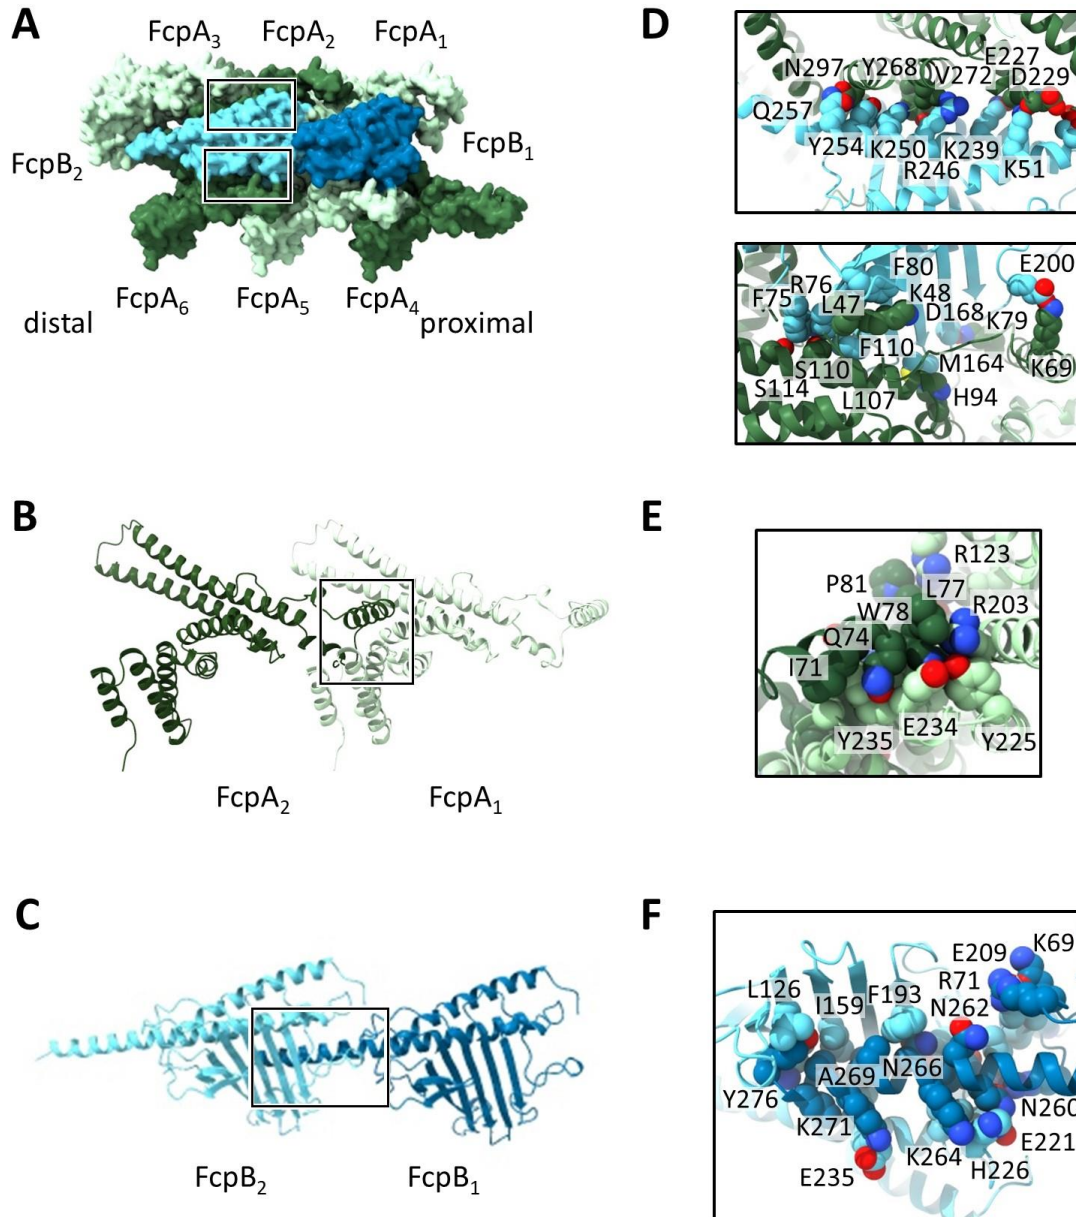 A
FcpA3 FcpA2 FcpA1
FcpB2 FcpB1
FcpA6 FcpA5 FcpA4
distal proximal
D
N297 Y268 V272 E227 D229
Q257
Y254 K250 K239 K51
R246
F80 E200
F75 R76 L47 K48
D168 K79
F110 M164 K69
S110
S114 L107 H94
B
FcpA2 FcpA1
E
R123
P81 L77
W78 R203
Q74
I71
Y235 E234 Y225
C
FcpB2 FcpB1
F
E209 K69
L126 I159 F193 R71
N262
A269 N266
Y276 K271 N260
K264 H226 E221
E235